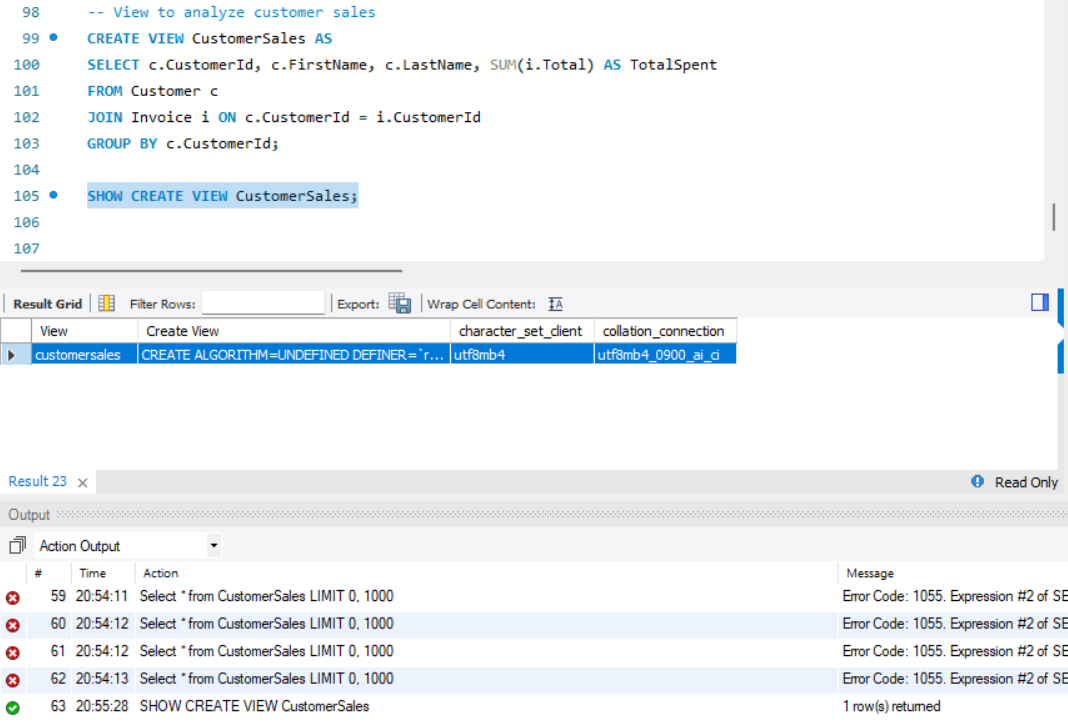 98 -- View to analyze customer sales
99 CREATE VIEW CustomerSales AS
100 SELECT c.CustomerId, c.FirstName, c.LastName, SUM(i.Total) AS TotalSpent
101 FROM Customer c
102 JOIN Invoice i ON c.CustomerId = i.CustomerId
103 GROUP BY c.CustomerId;
104
105 SHOW CREATE VIEW CustomerSales;
106
107
Result Grid Filter Rows: Export: Wrap Cell Content: IA
View Create View character_set_client collation_connection
customersales CREATE ALGORITHM=UNDEFINED DEFINER=`r... utf8mb4 utf8mb4_0900_ai_ci
Result 23 Read Only
Output
Action Output
# Time Action Message
59 20:54:11 Select * from CustomerSales LIMIT 0, 1000 Error Code: 1055. Expression #2 of SE
60 20:54:12 Select * from CustomerSales LIMIT 0, 1000 Error Code: 1055. Expression #2 of SE
61 20:54:12 Select * from CustomerSales LIMIT 0, 1000 Error Code: 1055. Expression #2 of SE
62 20:54:13 Select * from CustomerSales LIMIT 0, 1000 Error Code: 1055. Expression #2 of SE
63 20:55:28 SHOW CREATE VIEW CustomerSales 1 row(s) returned